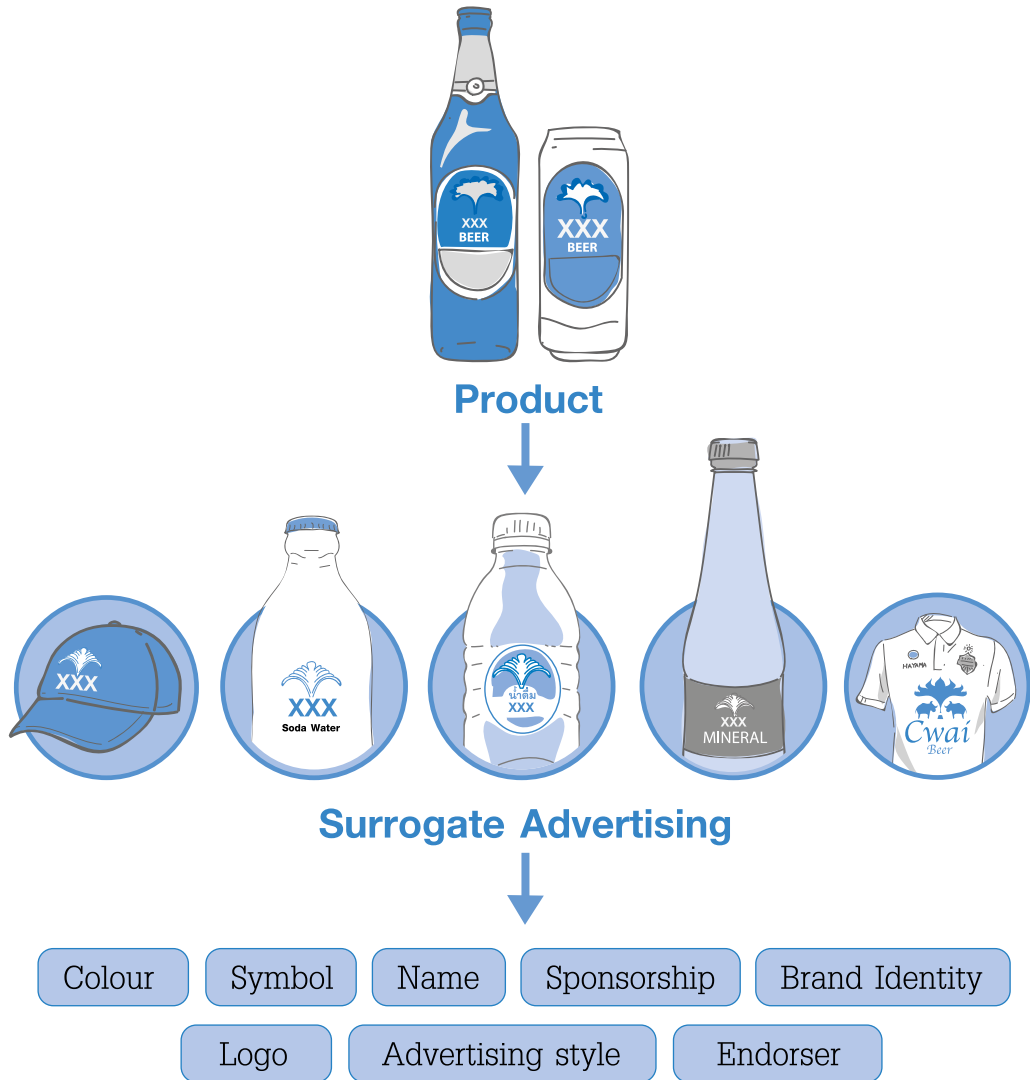 XXX
BEER
XXX
BEER
Product
XXX
XXX
Soda Water
น้ำดื่ม
XXX
XXX
MINERAL
HAYAMA
Cwai
Beer
Surrogate Advertising
Colour
Symbol
Name
Sponsorship
Brand Identity
Logo
Advertising style
Endorser